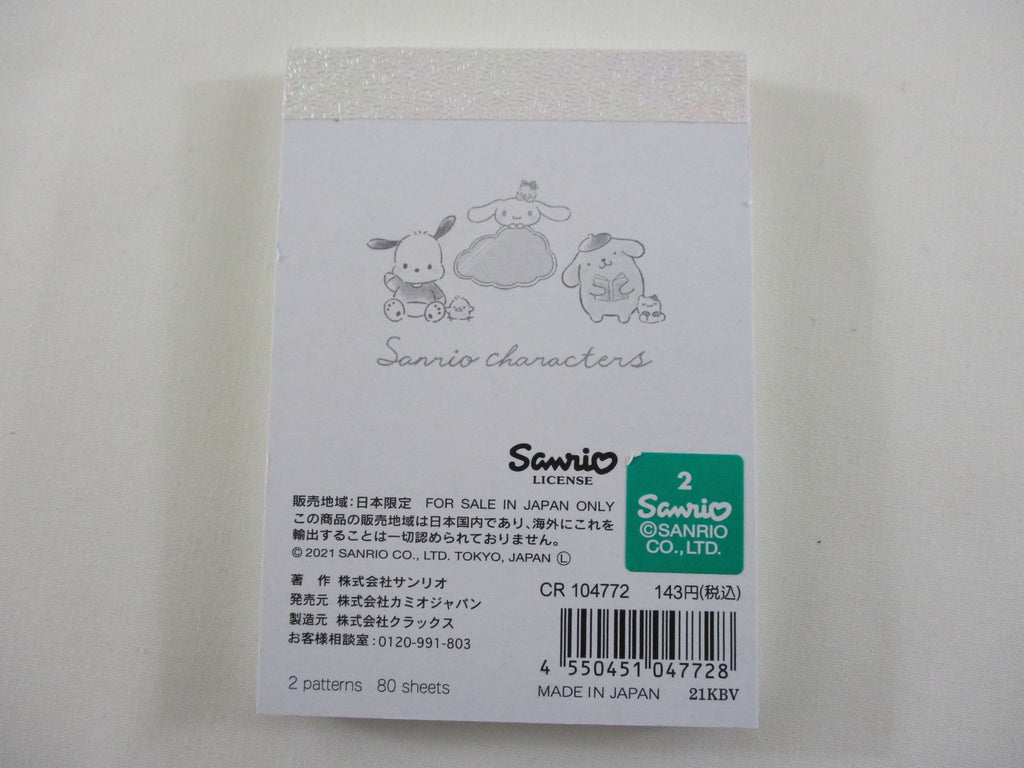 Sanrio characters
Sanrio
LICENSE
2
Sanrio
©SANRIO
CO., LTD.
販売地域:日本限定 FOR SALE IN JAPAN ONLY
この商品の販売地域は日本国内であり、海外にこれを
輸出することは一切認められておりません。
© 2021 SANRIO CO., LTD. TOKYO, JAPAN Ⓛ
著 作 株式会社サンリオ
発売元 株式会社カミオジャパン
製造元 株式会社クラックス
お客様相談室:0120-991-803
2 patterns 80 sheets
CR 104772 143円(税込)
4 550451 047728
MADE IN JAPAN 21KBV